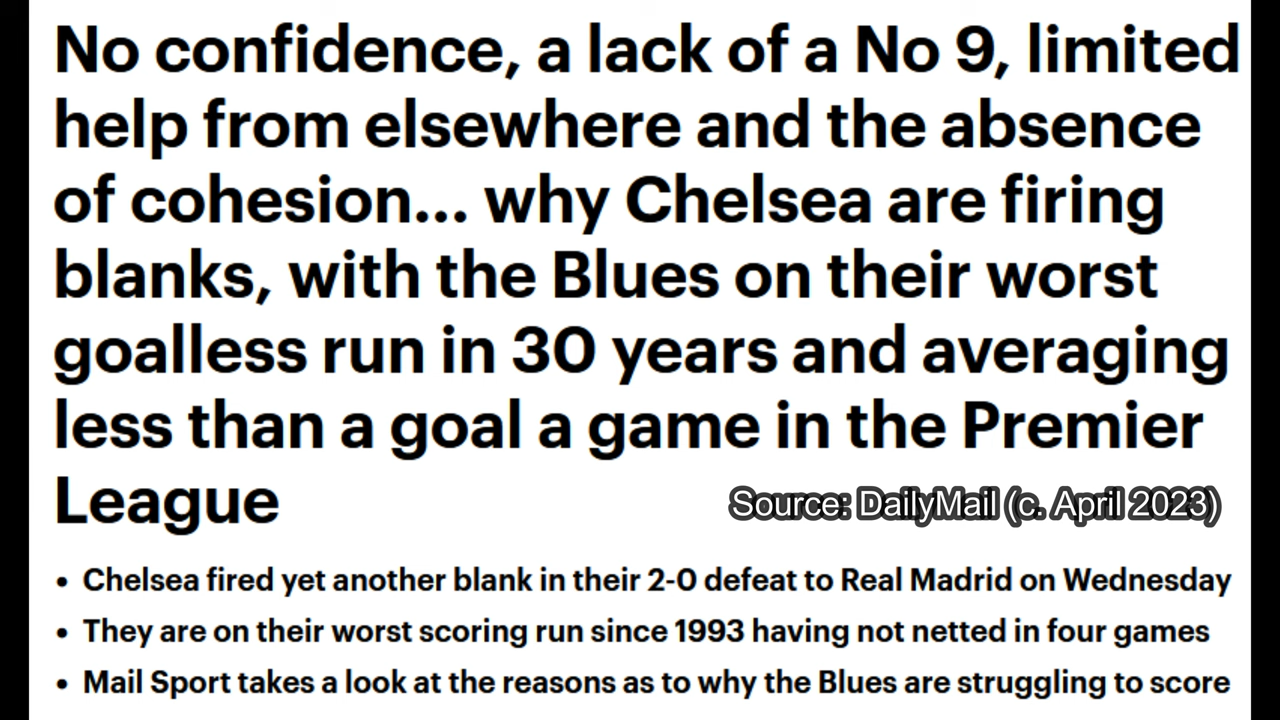 No confidence, a lack of a No 9, limited
help from elsewhere and the absence
of cohesion... why Chelsea are firing
blanks, with the Blues on their worst
goalless run in 30 years and averaging
less than a goal a game in the Premier
League
Source: DailyMail (c. April 2023)
• Chelsea fired yet another blank in their 2-0 defeat to Real Madrid on Wednesday
• They are on their worst scoring run since 1993 having not netted in four games
• Mail Sport takes a look at the reasons as to why the Blues are struggling to score